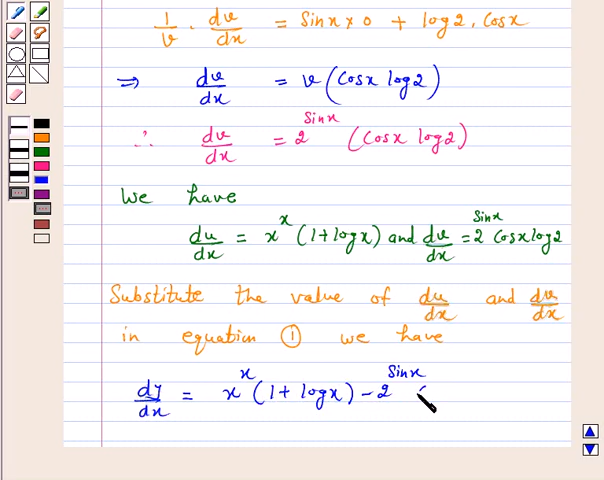 1/v · dv/dx = Sinx × 0 + log2 · Cosx
⇒ dv/dx = v (Cosx log2)
∴ dv/dx = 2^Sinx (Cosx log2)
We have
du/dx = x^x (1+logx) and dv/dx = 2^Sinx Cosx log2
Substitute the value of du/dx and dv/dx
in equation ① we have
dy/dx = x^x (1+ logx) − 2^Sinx (